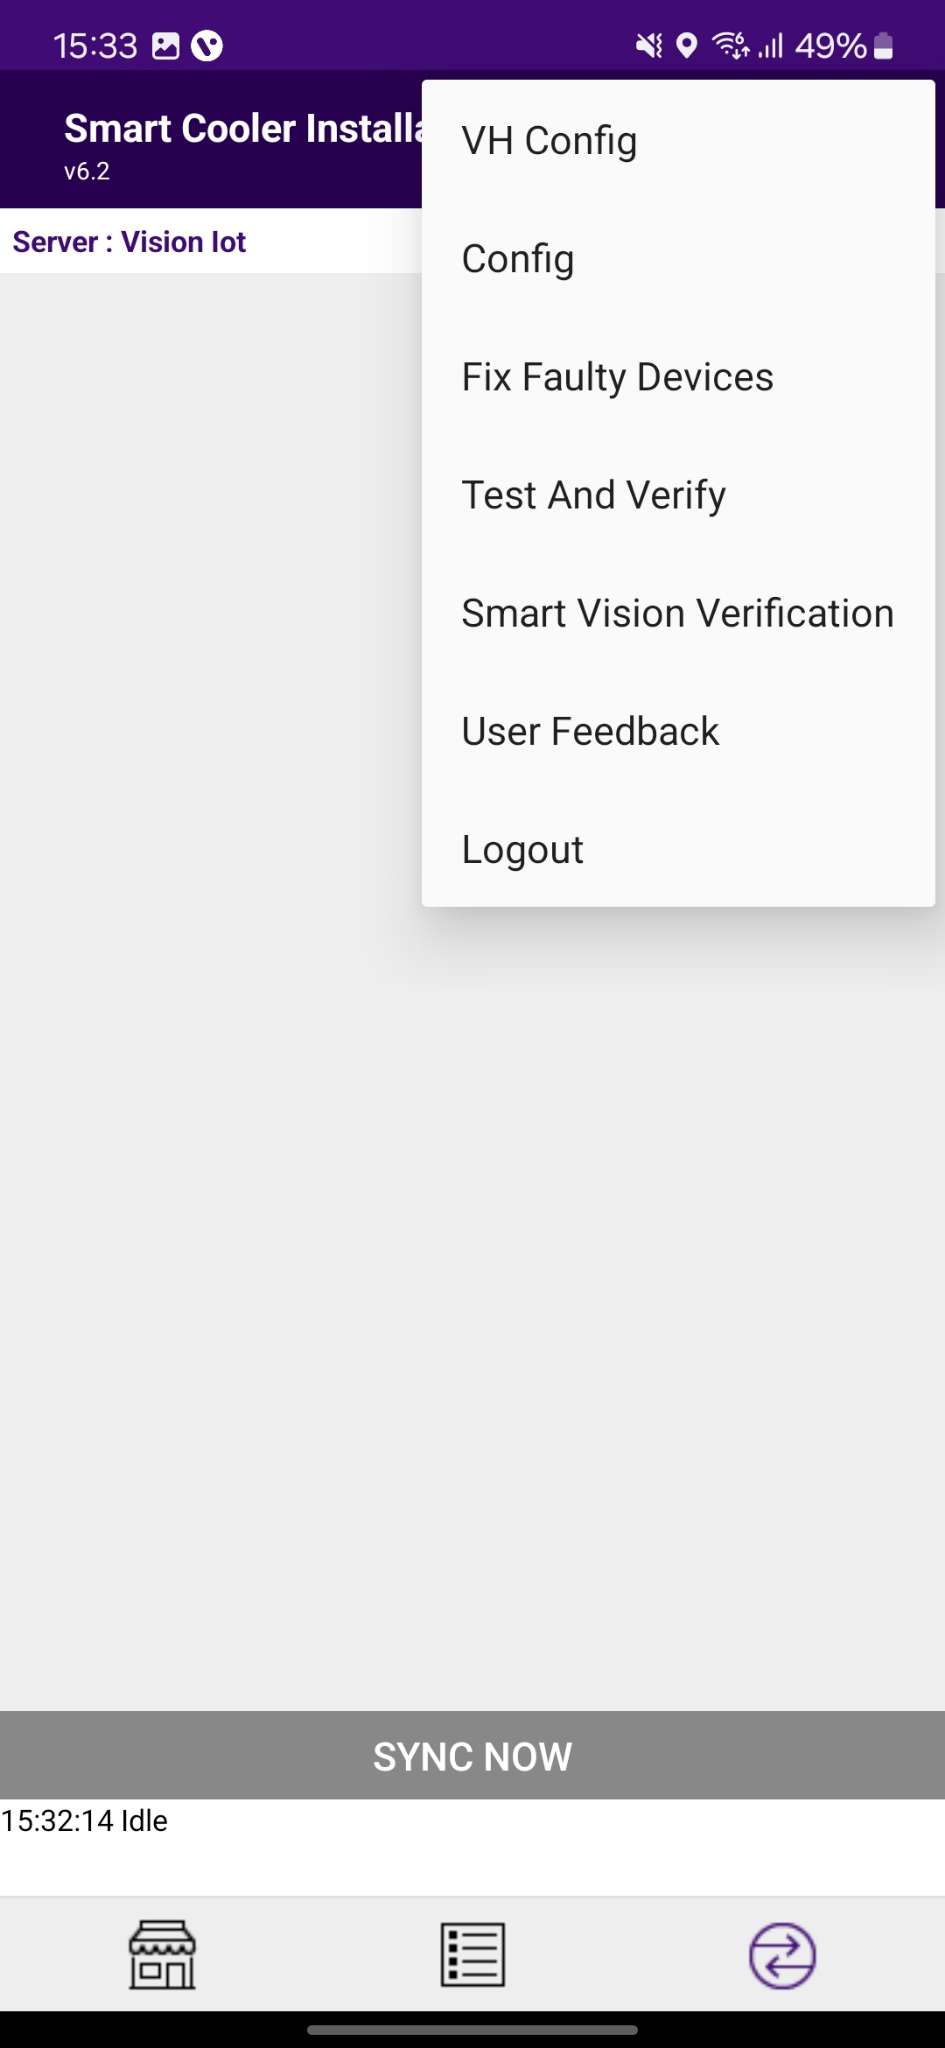 15:33
49%
Smart Cooler Installa
v6.2
Server : Vision Iot
VH Config
Config
Fix Faulty Devices
Test And Verify
Smart Vision Verification
User Feedback
Logout
SYNC NOW
15:32:14 Idle